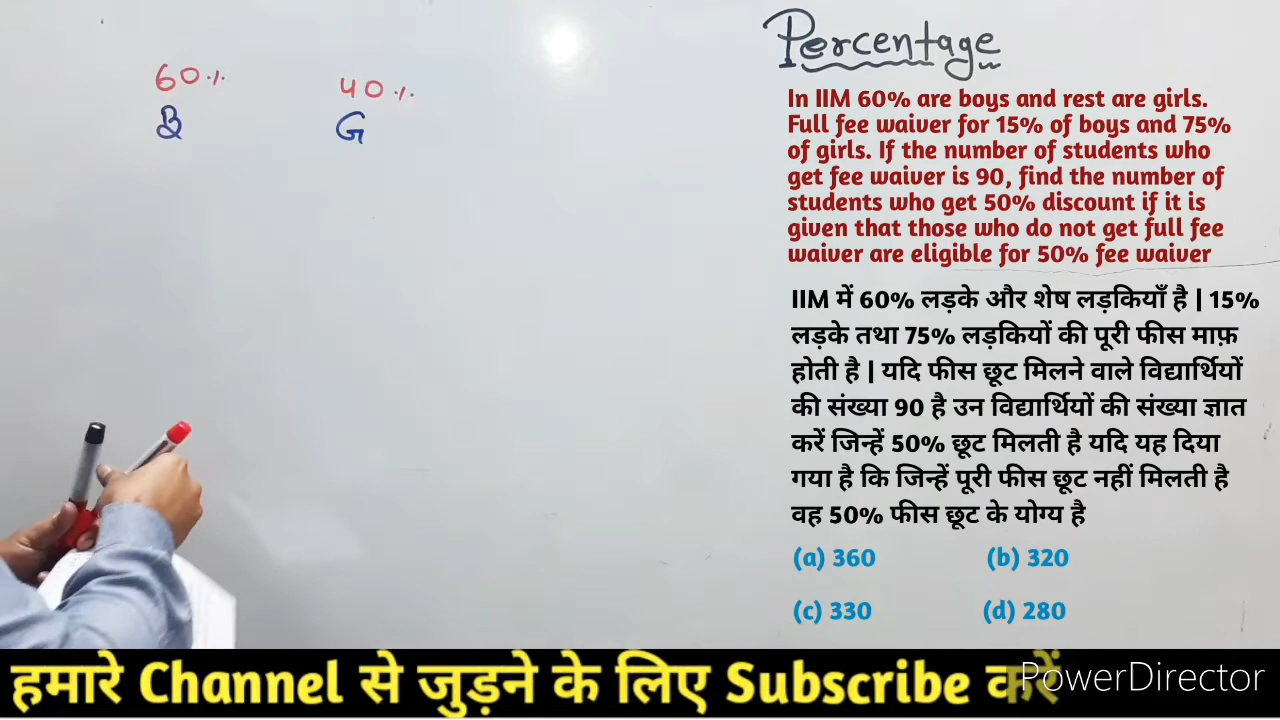 Percentage
60% 40%
B G
In IIM 60% are boys and rest are girls.
Full fee waiver for 15% of boys and 75%
of girls. If the number of students who
get fee waiver is 90, find the number of
students who get 50% discount if it is
given that those who do not get full fee
waiver are eligible for 50% fee waiver
IIM में 60% लड़के और शेष लड़कियाँ है | 15%
लड़के तथा 75% लड़कियों की पूरी फीस माफ़
होती है | यदि फीस छूट मिलने वाले विद्यार्थियों
की संख्या 90 है उन विद्यार्थियों की संख्या ज्ञात
करें जिन्हें 50% छूट मिलती है यदि यह दिया
गया है कि जिन्हें पूरी फीस छूट नहीं मिलती है
वह 50% फीस छूट के योग्य है
(a) 360 (b) 320
(c) 330 (d) 280
हमारे Channel से जुड़ने के लिए Subscribe करें
PowerDirector